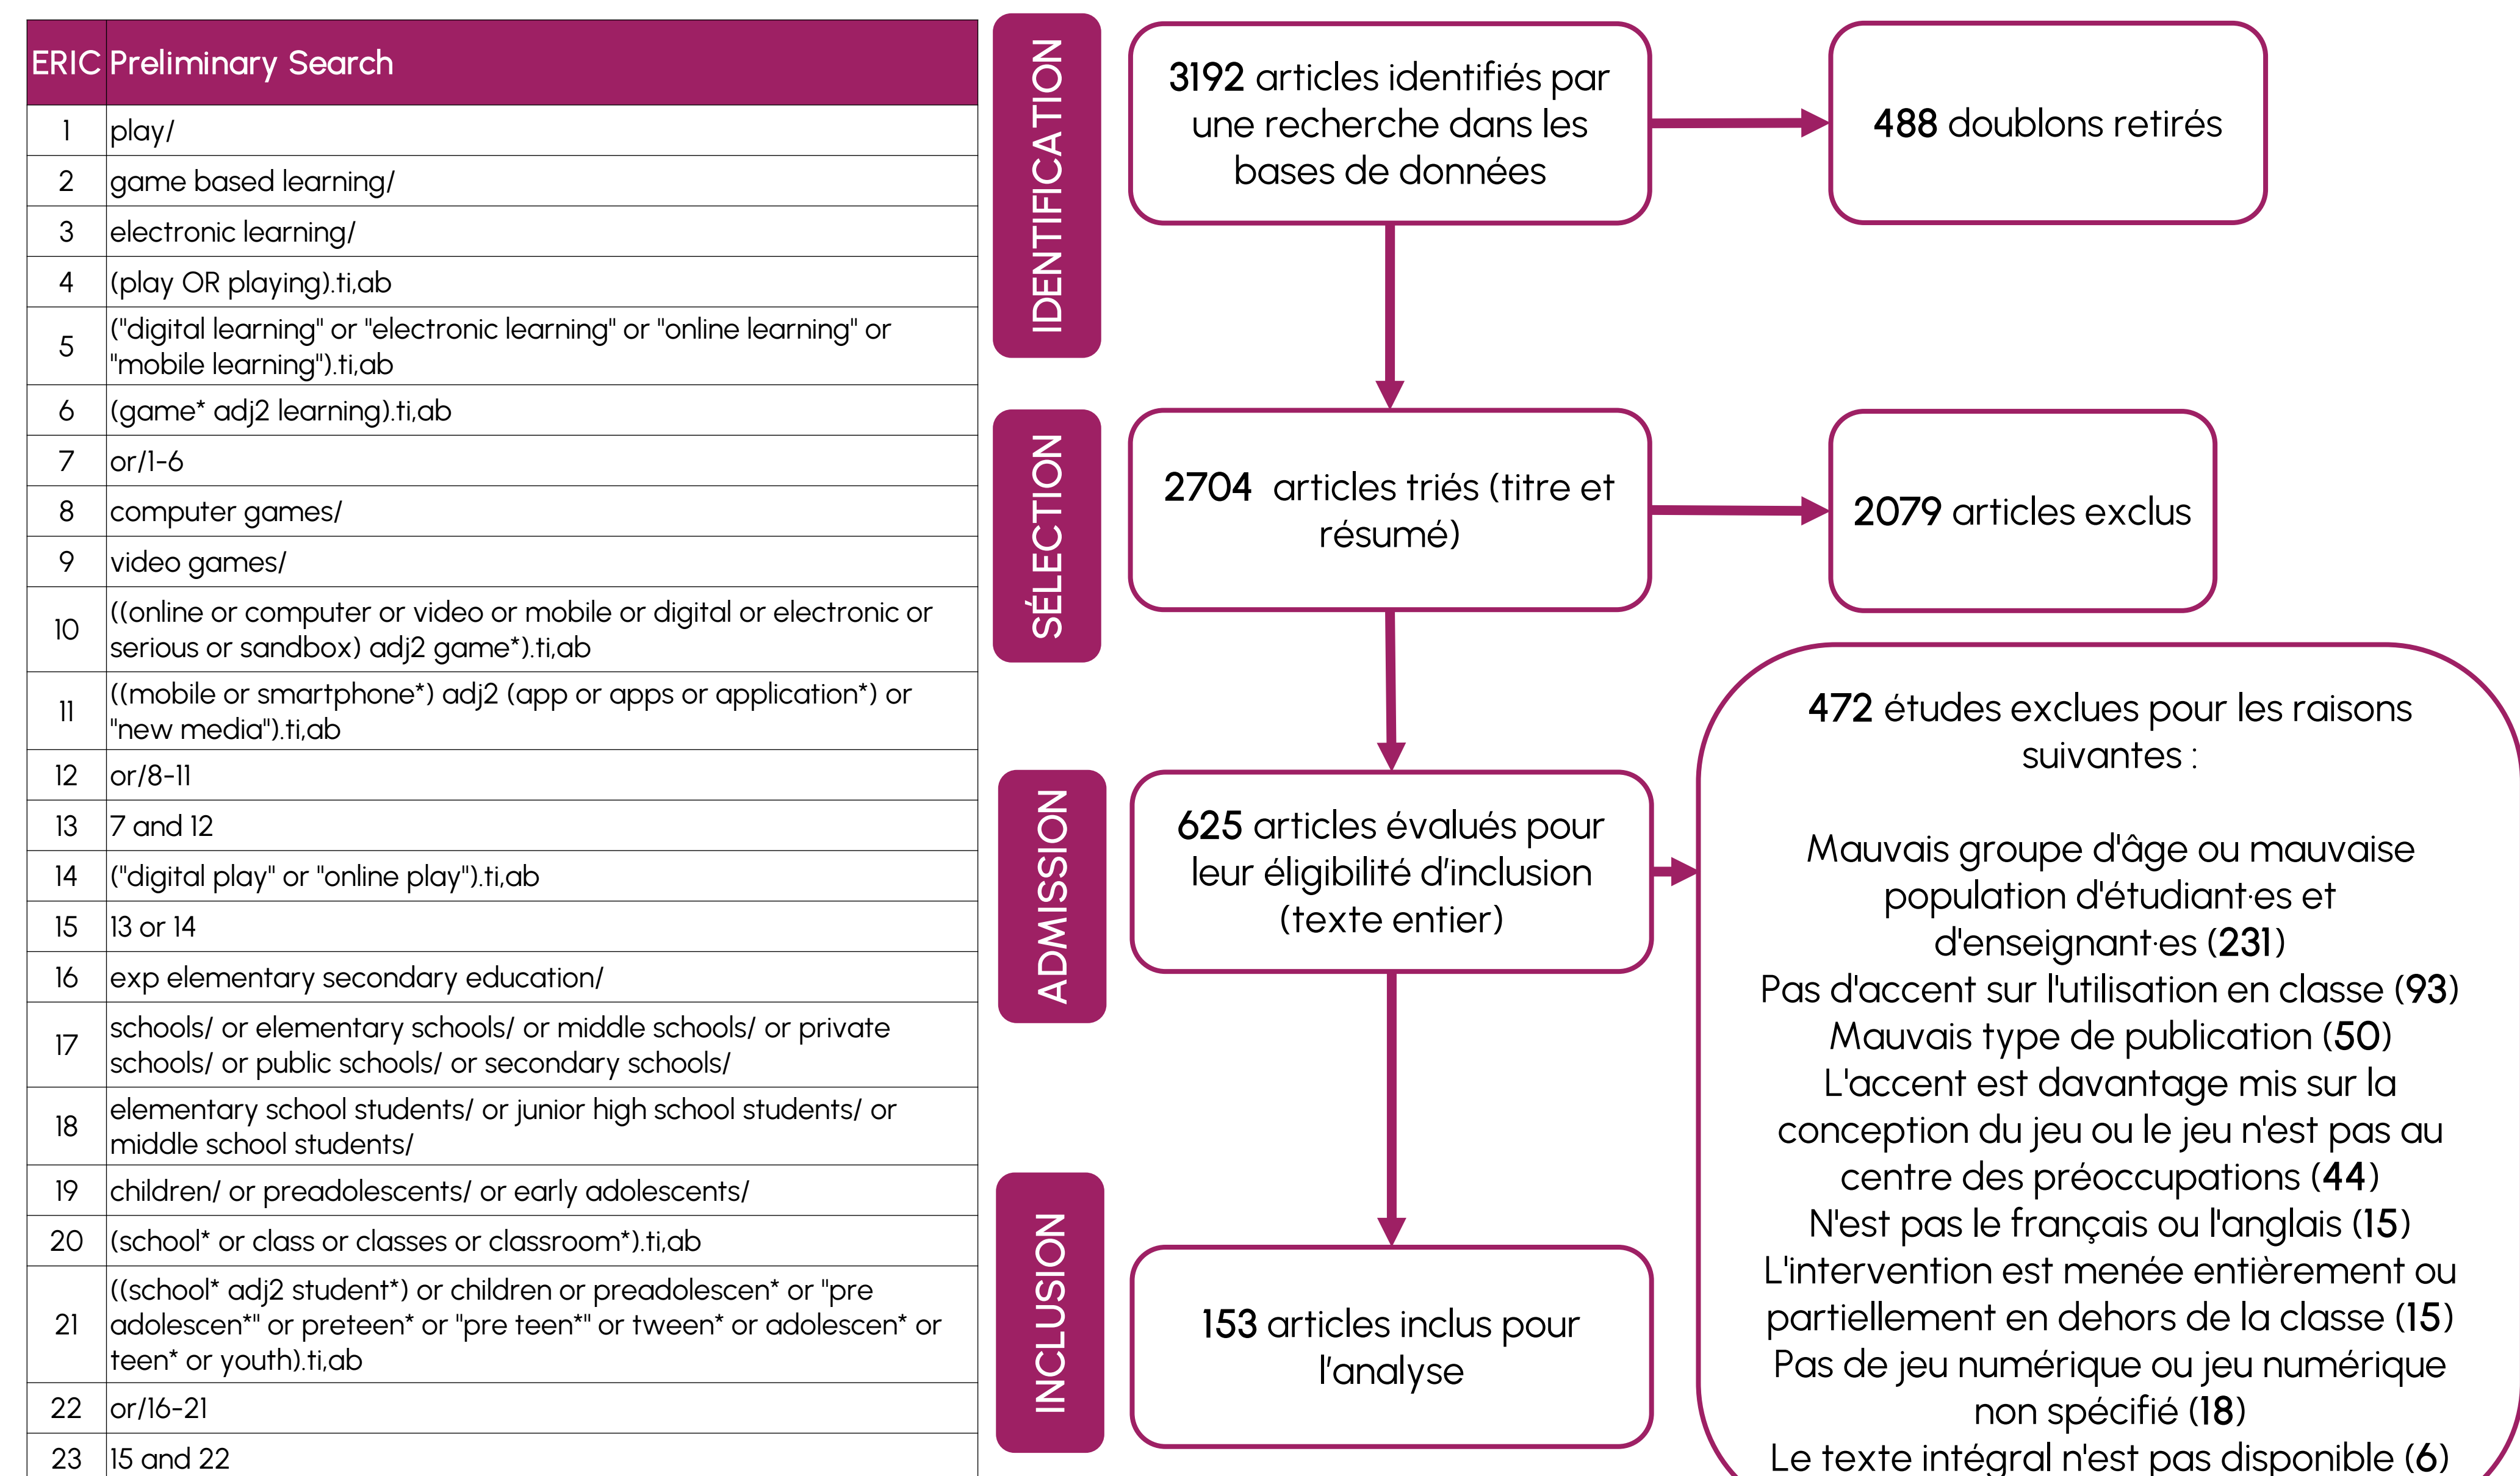 ERIC Preliminary Search
1 play/
2 game based learning/
3 electronic learning/
4 (play OR playing).ti,ab
5 ("digital learning" or "electronic learning" or "online learning" or
"mobile learning").ti,ab
6 (game* adj2 learning).ti,ab
7 or/1-6
8 computer games/
9 video games/
10 ((online or computer or video or mobile or digital or electronic or
serious or sandbox) adj2 game*).ti,ab
11 ((mobile or smartphone*) adj2 (app or apps or application*) or
"new media").ti,ab
12 or/8-11
13 7 and 12
14 ("digital play" or "online play").ti,ab
15 13 or 14
16 exp elementary secondary education/
17 schools/ or elementary schools/ or middle schools/ or private
schools/ or public schools/ or secondary schools/
18 elementary school students/ or junior high school students/ or
middle school students/
19 children/ or preadolescents/ or early adolescents/
20 (school* or class or classes or classroom*).ti,ab
21 ((school* adj2 student*) or children or preadolescen* or "pre
adolescen*" or preteen* or "pre teen*" or tween* or adolescen* or
teen* or youth).ti,ab
22 or/16-21
23 15 and 22
IDENTIFICATION
3192 articles identifiés par
une recherche dans les
bases de données
488 doublons retirés
SÉLECTION
2704 articles triés (titre et
résumé)
2079 articles exclus
ADMISSION
625 articles évalués pour
leur éligibilité d'inclusion
(texte entier)
472 études exclues pour les raisons
suivantes :
Mauvais groupe d'âge ou mauvaise
population d'étudiant·es et
d'enseignant·es (231)
Pas d'accent sur l'utilisation en classe (93)
Mauvais type de publication (50)
L'accent est davantage mis sur la
conception du jeu ou le jeu n'est pas au
centre des préoccupations (44)
N'est pas le français ou l'anglais (15)
L'intervention est menée entièrement ou
partiellement en dehors de la classe (15)
Pas de jeu numérique ou jeu numérique
non spécifié (18)
Le texte intégral n'est pas disponible (6)
INCLUSION
153 articles inclus pour
l'analyse